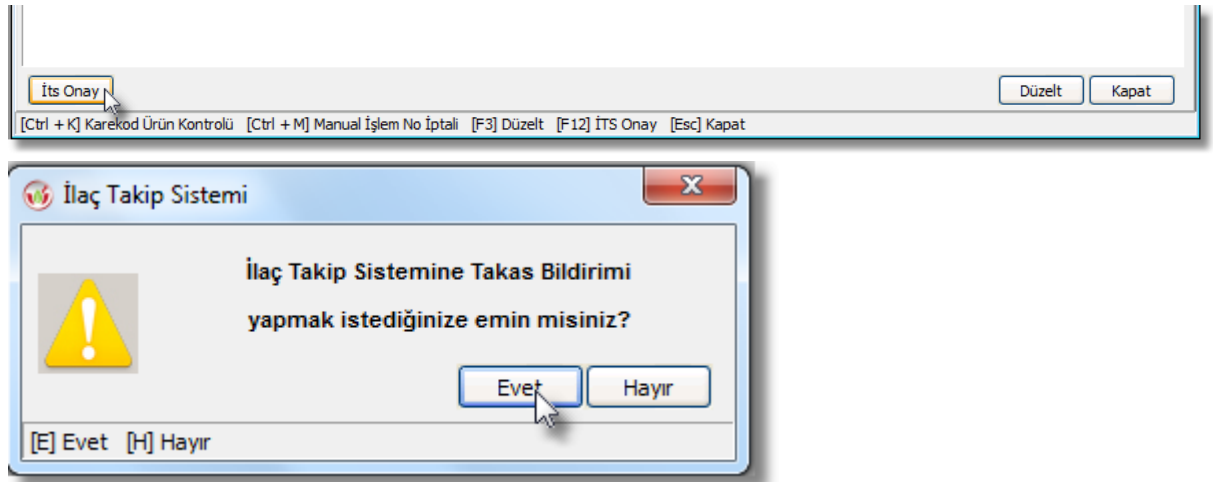 İts Onay
Düzelt Kapat
[Ctrl + K] Karekod Ürün Kontrolü [Ctrl + M] Manual İşlem No İptali [F3] Düzelt [F12] İTS Onay [Esc] Kapat
İlaç Takip Sistemi
İlaç Takip Sistemine Takas Bildirimi
yapmak istediğinize emin misiniz?
Evet Hayır
[E] Evet [H] Hayır